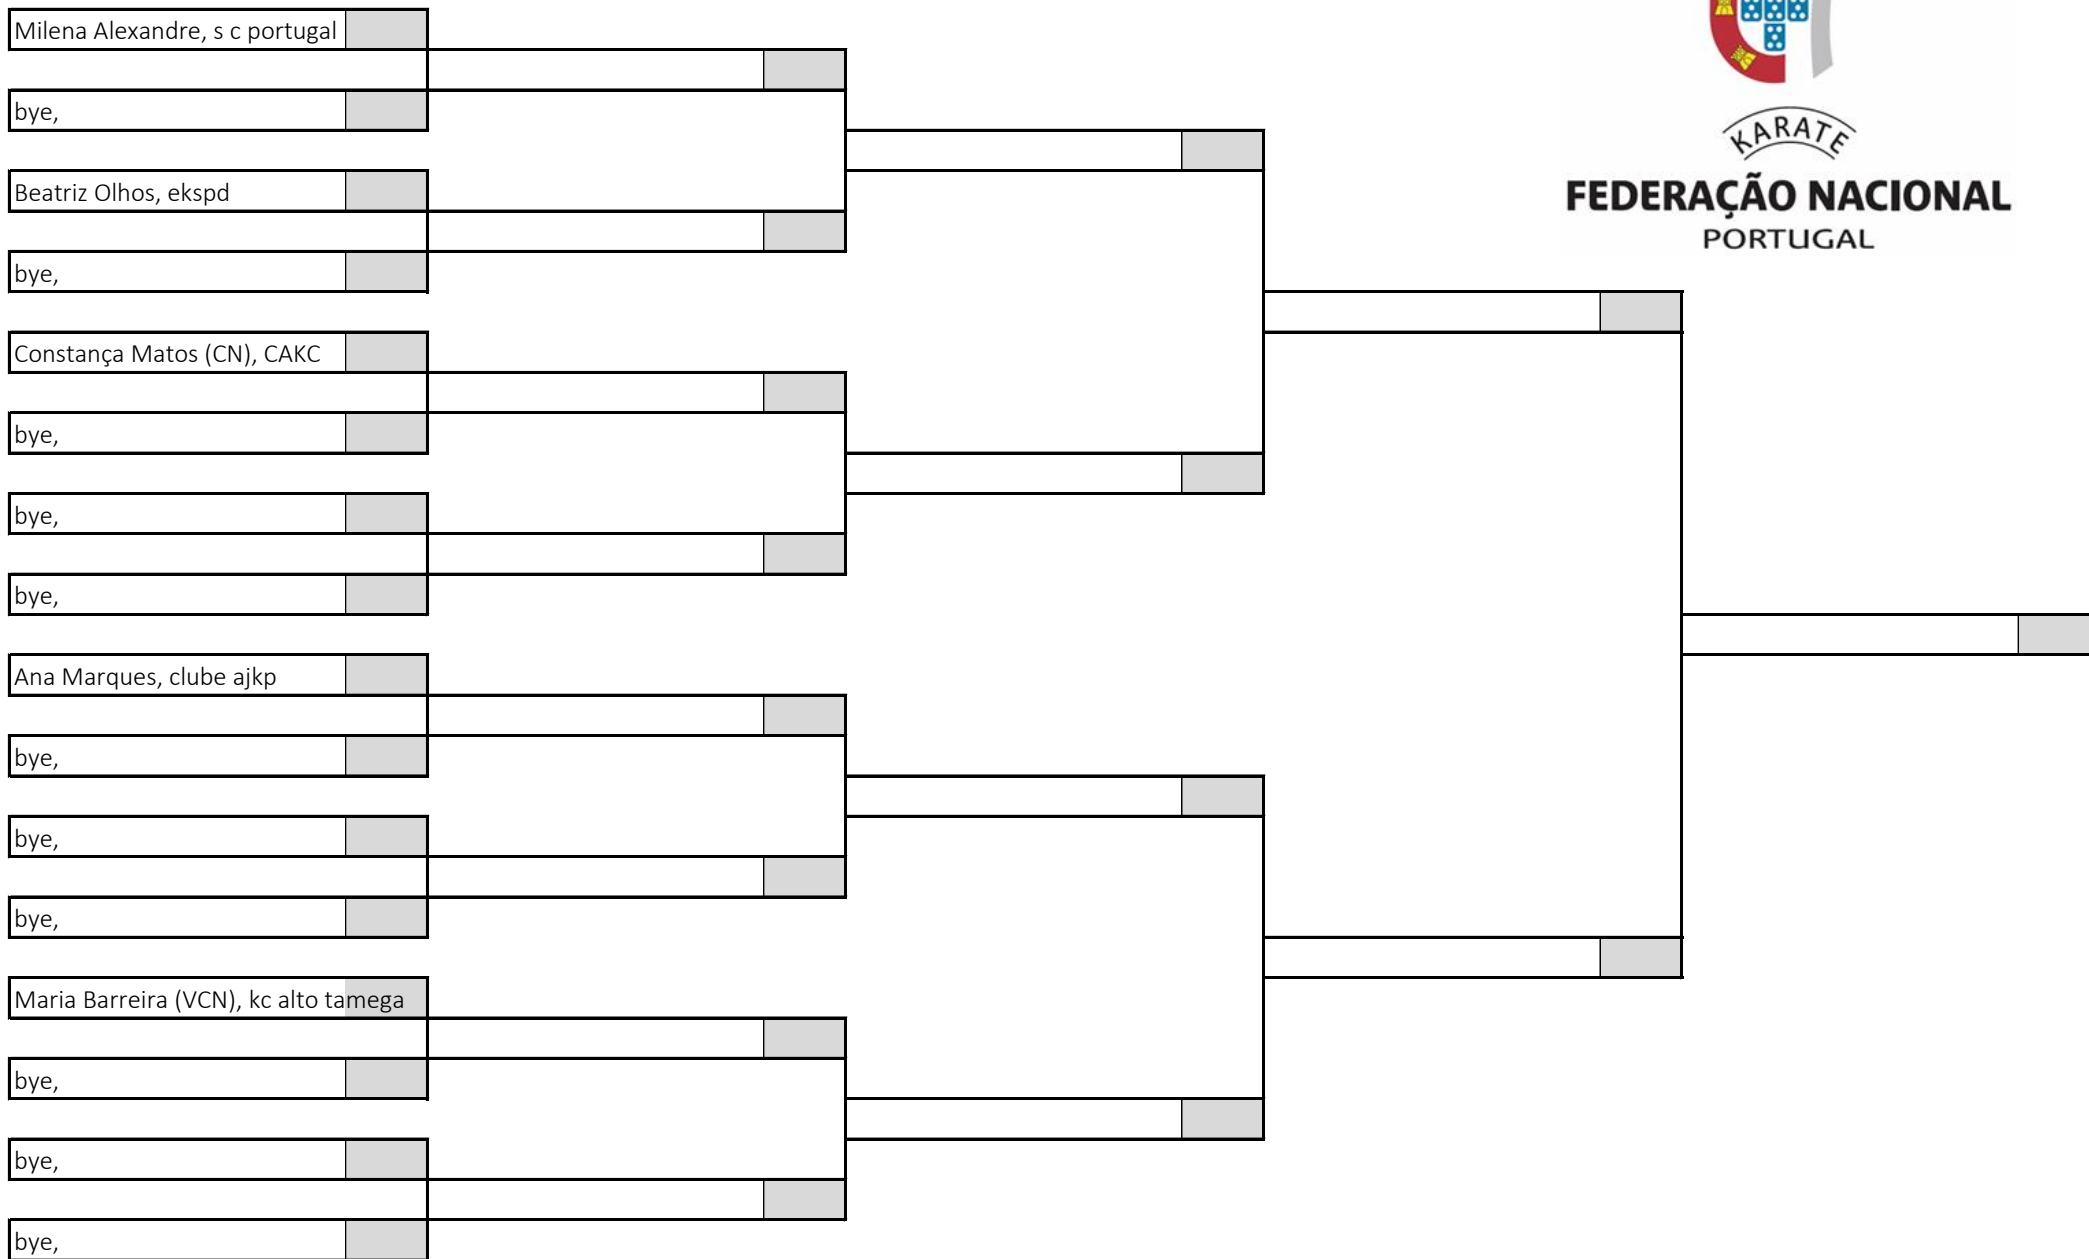 Milena Alexandre, s c portugal
bye,
Beatriz Olhos, ekspd
bye,
Constança Matos (CN), CAKC
bye,
bye,
bye,
Ana Marques, clube ajkp
bye,
bye,
bye,
Maria Barreira (VCN), kc alto tamega
bye,
bye,
bye,
KARATE
FEDERAÇÃO NACIONAL
PORTUGAL